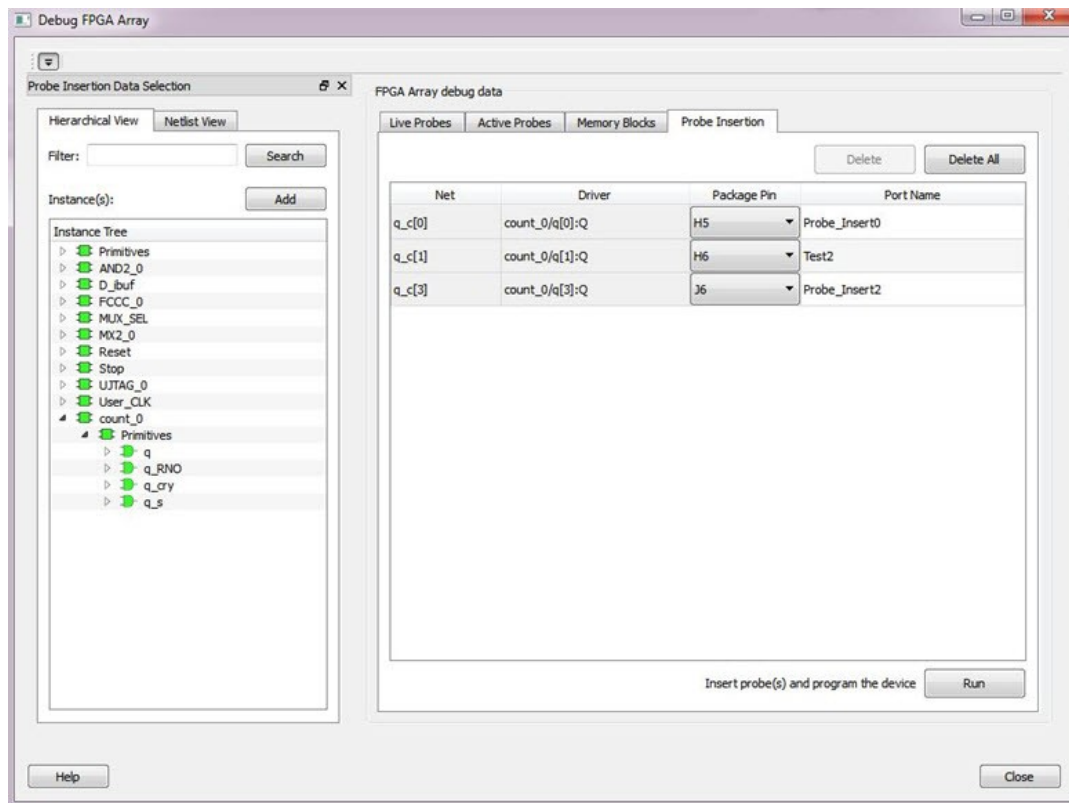 Debug FPGA Array
Probe Insertion Data Selection
Hierarchical View Netlist View
Filter: Search
Instance(s): Add
Instance Tree
Primitives
AND2_0
D_ibuf
FCCC_0
MUX_SEL
MX2_0
Reset
Stop
UJTAG_0
User_CLK
count_0
Primitives
q
q_RNO
q_cry
q_s
FPGA Array debug data
Live Probes Active Probes Memory Blocks Probe Insertion
Delete Delete All
Net Driver Package Pin Port Name
q_c[0] count_0/q[0]:Q H5 Probe_Insert0
q_c[1] count_0/q[1]:Q H6 Test2
q_c[3] count_0/q[3]:Q J6 Probe_Insert2
Insert probe(s) and program the device Run
Help Close